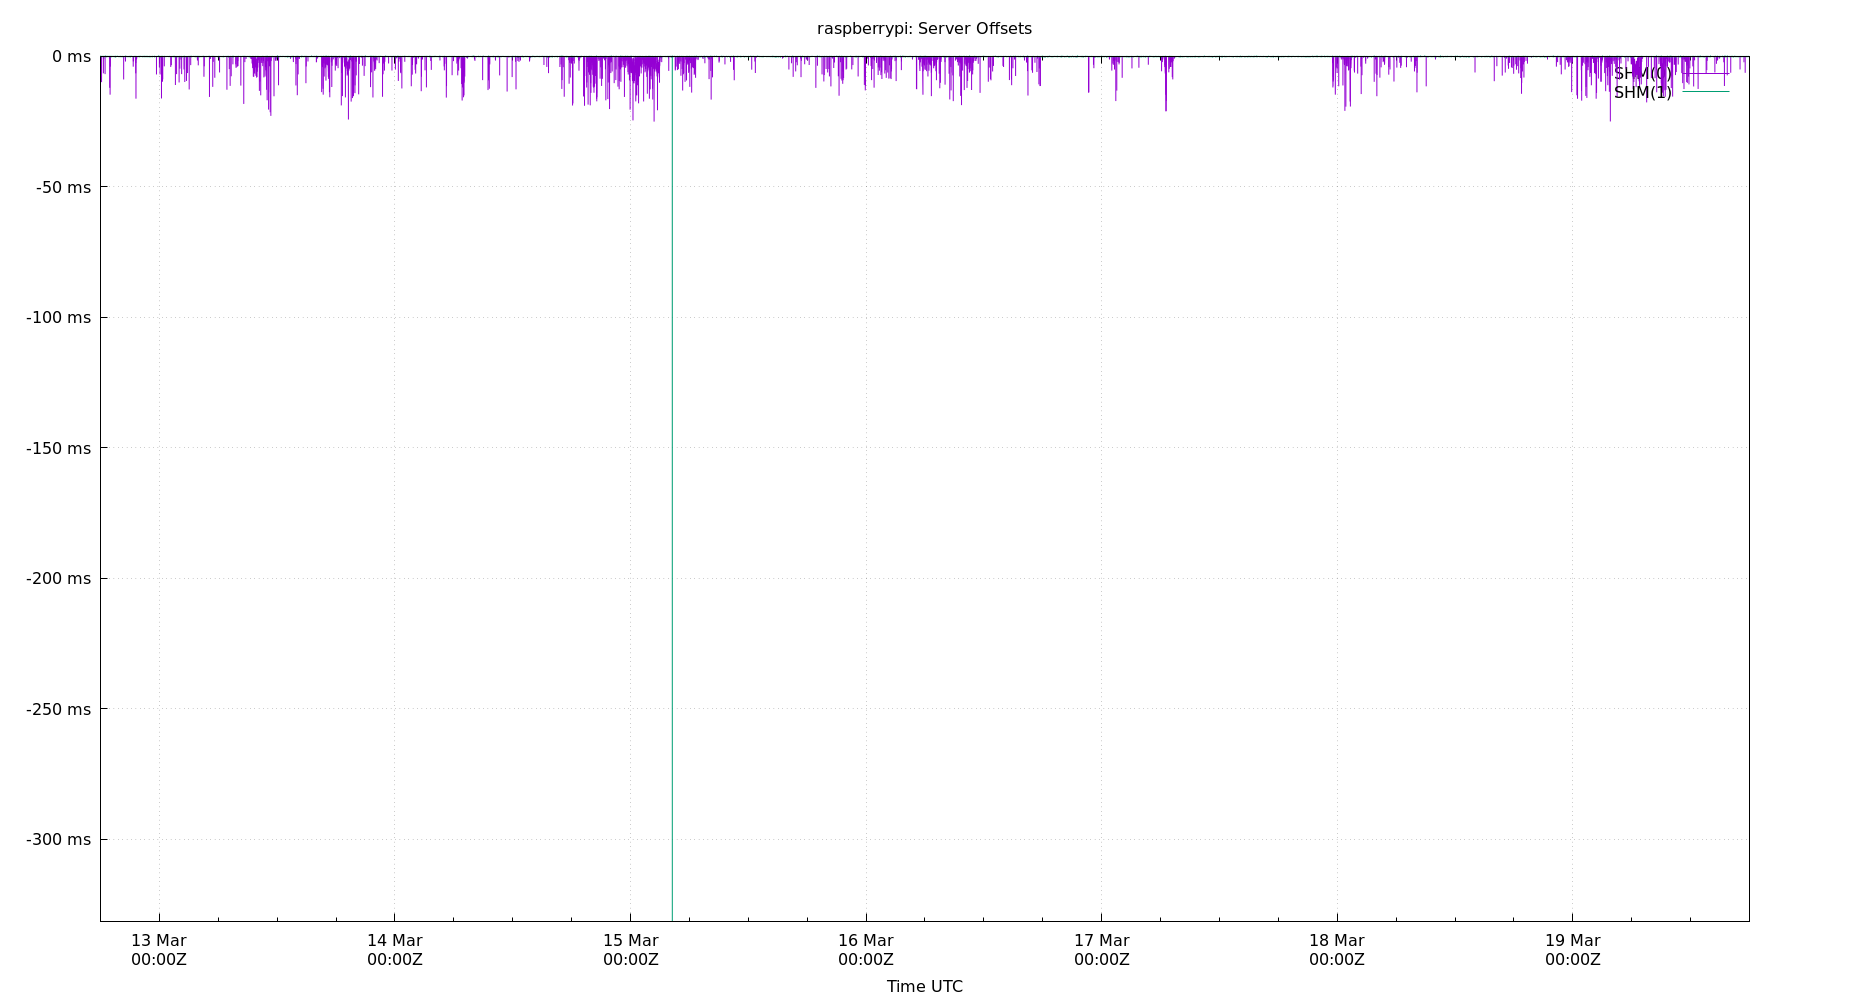 raspberrypi: Server Offsets
0 ms
SHM(0)
SHM(1)
-50 ms
-100 ms
-150 ms
-200 ms
-250 ms
-300 ms
13 Mar 14 Mar 15 Mar 16 Mar 17 Mar 18 Mar 19 Mar
00:00Z 00:00Z 00:00Z 00:00Z 00:00Z 00:00Z 00:00Z
Time UTC